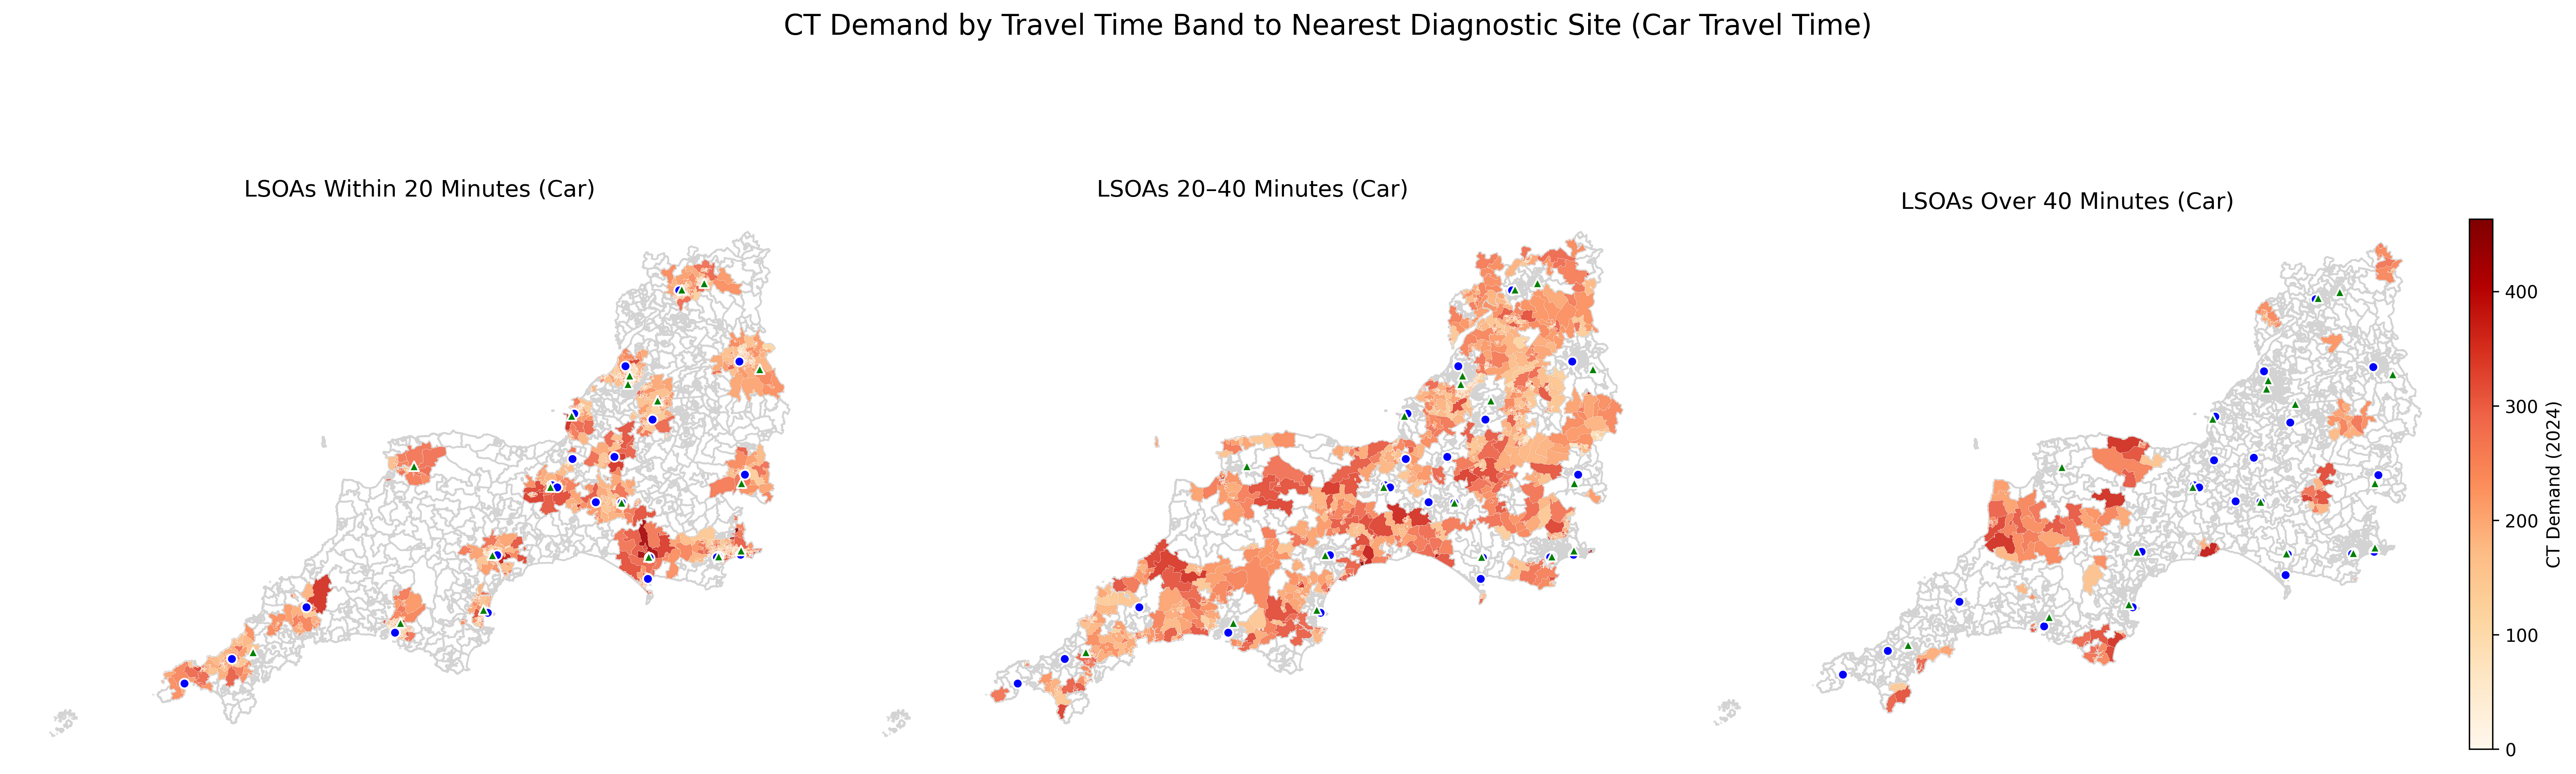 CT Demand by Travel Time Band to Nearest Diagnostic Site (Car Travel Time)
LSOAs Within 20 Minutes (Car)
LSOAs 20–40 Minutes (Car)
LSOAs Over 40 Minutes (Car)
400
300
200
100
0
CT Demand (2024)